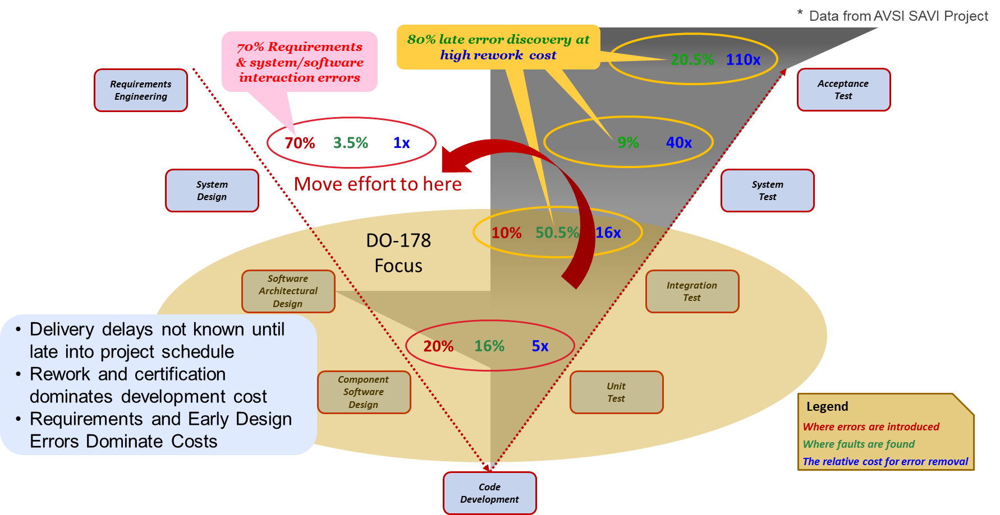 * Data from AVSI SAVI Project
70% Requirements
& system/software
interaction errors
80% late error discovery at
high rework cost
20.5% 110x
Requirements
Engineering
Acceptance
Test
70% 3.5% 1x
9% 40x
Move effort to here
System
Design
System
Test
10% 50.5% 16x
DO-178
Focus
Software
Architectural
Design
Integration
Test
• Delivery delays not known until
late into project schedule
• Rework and certification
dominates development cost
• Requirements and Early Design
Errors Dominate Costs
20% 16% 5x
Component
Software
Design
Unit
Test
Legend
Where errors are introduced
Where faults are found
The relative cost for error removal
Code
Development